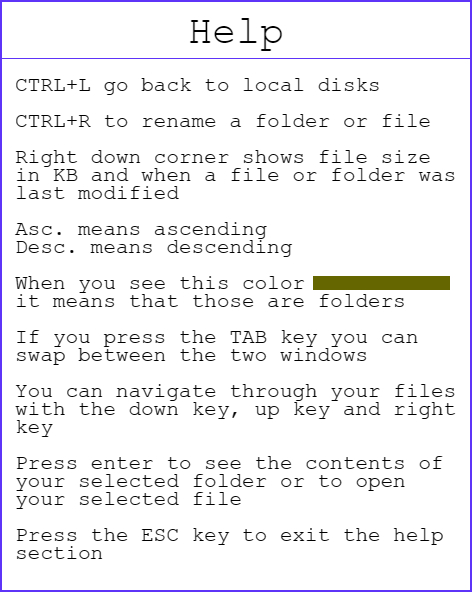 Help
CTRL+L go back to local disks
CTRL+R to rename a folder or file
Right down corner shows file size
in KB and when a file or folder was
last modified
Asc. means ascending
Desc. means descending
When you see this color
it means that those are folders
If you press the TAB key you can
swap between the two windows
You can navigate through your files
with the down key, up key and right
key
Press enter to see the contents of
your selected folder or to open
your selected file
Press the ESC key to exit the help
section